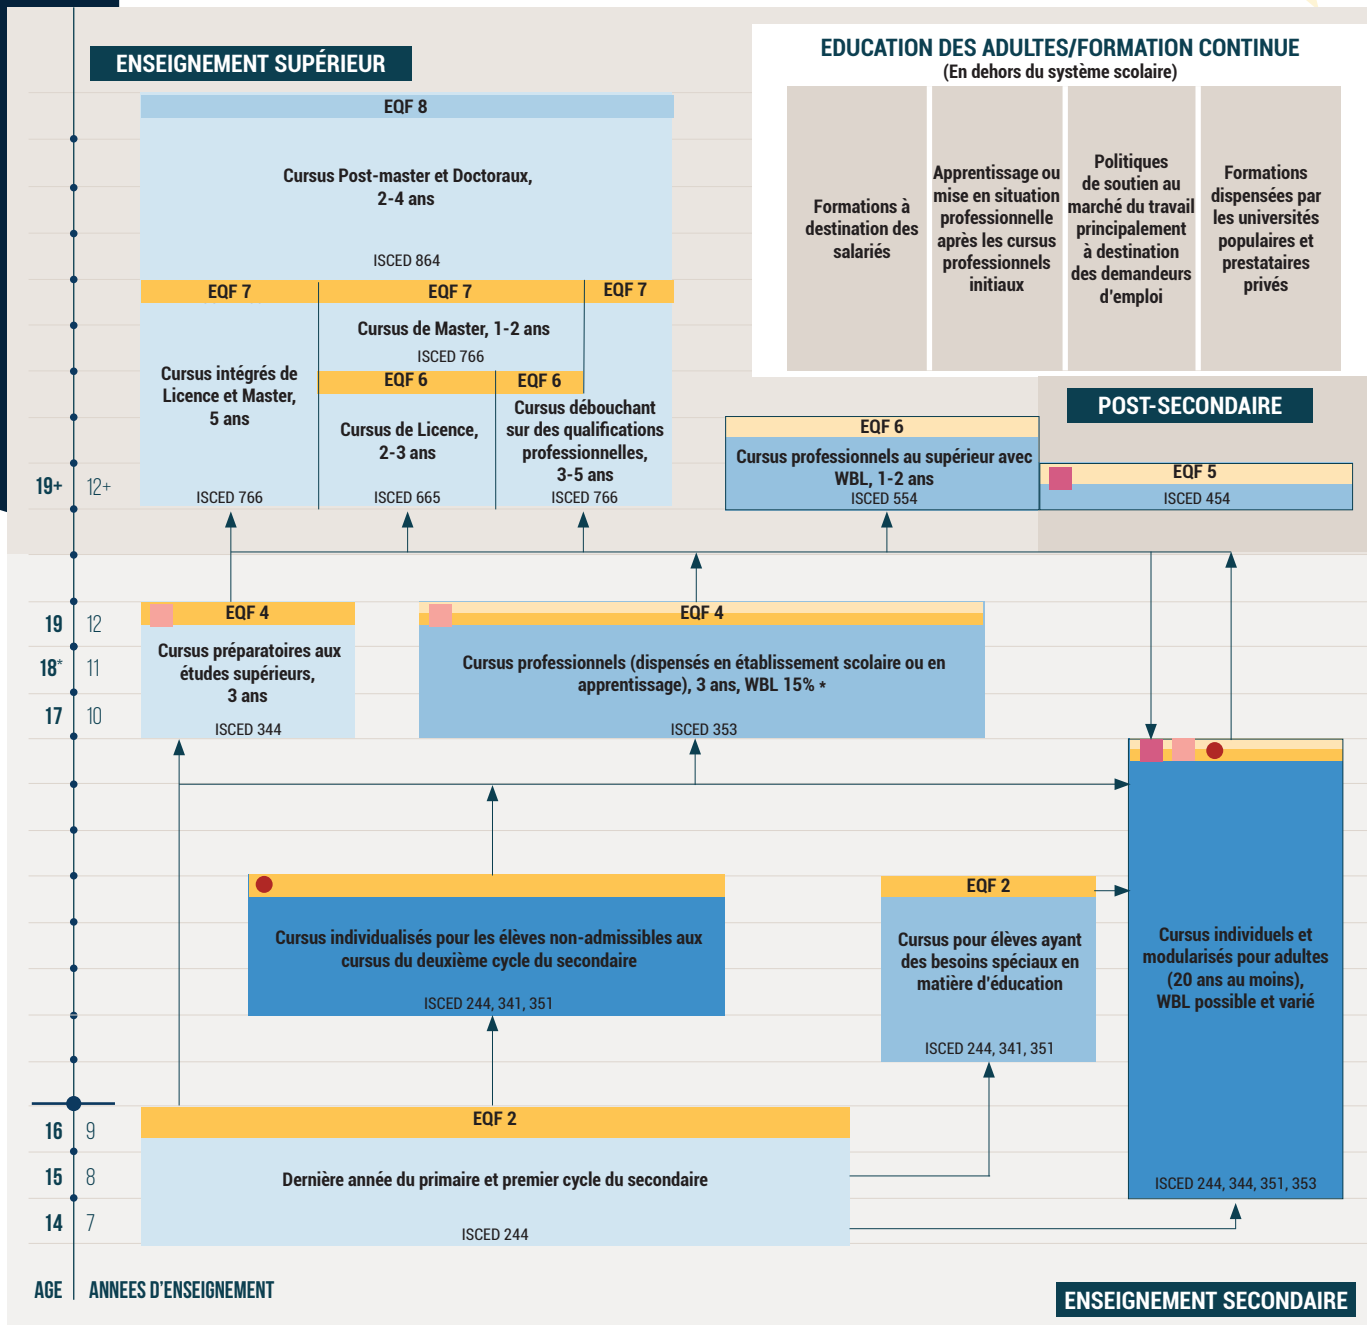 ENSEIGNEMENT SUPÉRIEUR
EDUCATION DES ADULTES/FORMATION CONTINUE
(En dehors du système scolaire)
Formations à
destination des
salariés
Apprentissage ou
mise en situation
professionnelle
après les cursus
professionnels
initiaux
Politiques
de soutien au
marché du travail
principalement
à destination
des demandeurs
d'emploi
Formations
dispensées par
les universités
populaires et
prestataires
privés
EQF 8
Cursus Post-master et Doctoraux,
2-4 ans
ISCED 864
EQF 7
Cursus intégrés de
Licence et Master,
5 ans
ISCED 766
EQF 7
Cursus de Master, 1-2 ans
ISCED 766
EQF 7
EQF 6
Cursus de Licence,
2-3 ans
ISCED 665
EQF 6
Cursus débouchant
sur des qualifications
professionnelles,
3-5 ans
ISCED 766
EQF 6
Cursus professionnels au supérieur avec
WBL, 1-2 ans
ISCED 554
POST-SECONDAIRE
EQF 5
ISCED 454
19+ 12+
19 12
18* 11
17 10
EQF 4
Cursus préparatoires aux
études supérieurs,
3 ans
ISCED 344
EQF 4
Cursus professionnels (dispensés en établissement scolaire ou en
apprentissage), 3 ans, WBL 15% *
ISCED 353
Cursus individualisés pour les élèves non-admissibles aux
cursus du deuxième cycle du secondaire
ISCED 244, 341, 351
EQF 2
Cursus pour élèves ayant
des besoins spéciaux en
matière d'éducation
ISCED 244, 341, 351
Cursus individuels et
modularisés pour adultes
(20 ans au moins),
WBL possible et varié
ISCED 244, 344, 351, 353
16 9
15 8
14 7
EQF 2
Dernière année du primaire et premier cycle du secondaire
ISCED 244
AGE ANNEES D'ENSEIGNEMENT
ENSEIGNEMENT SECONDAIRE